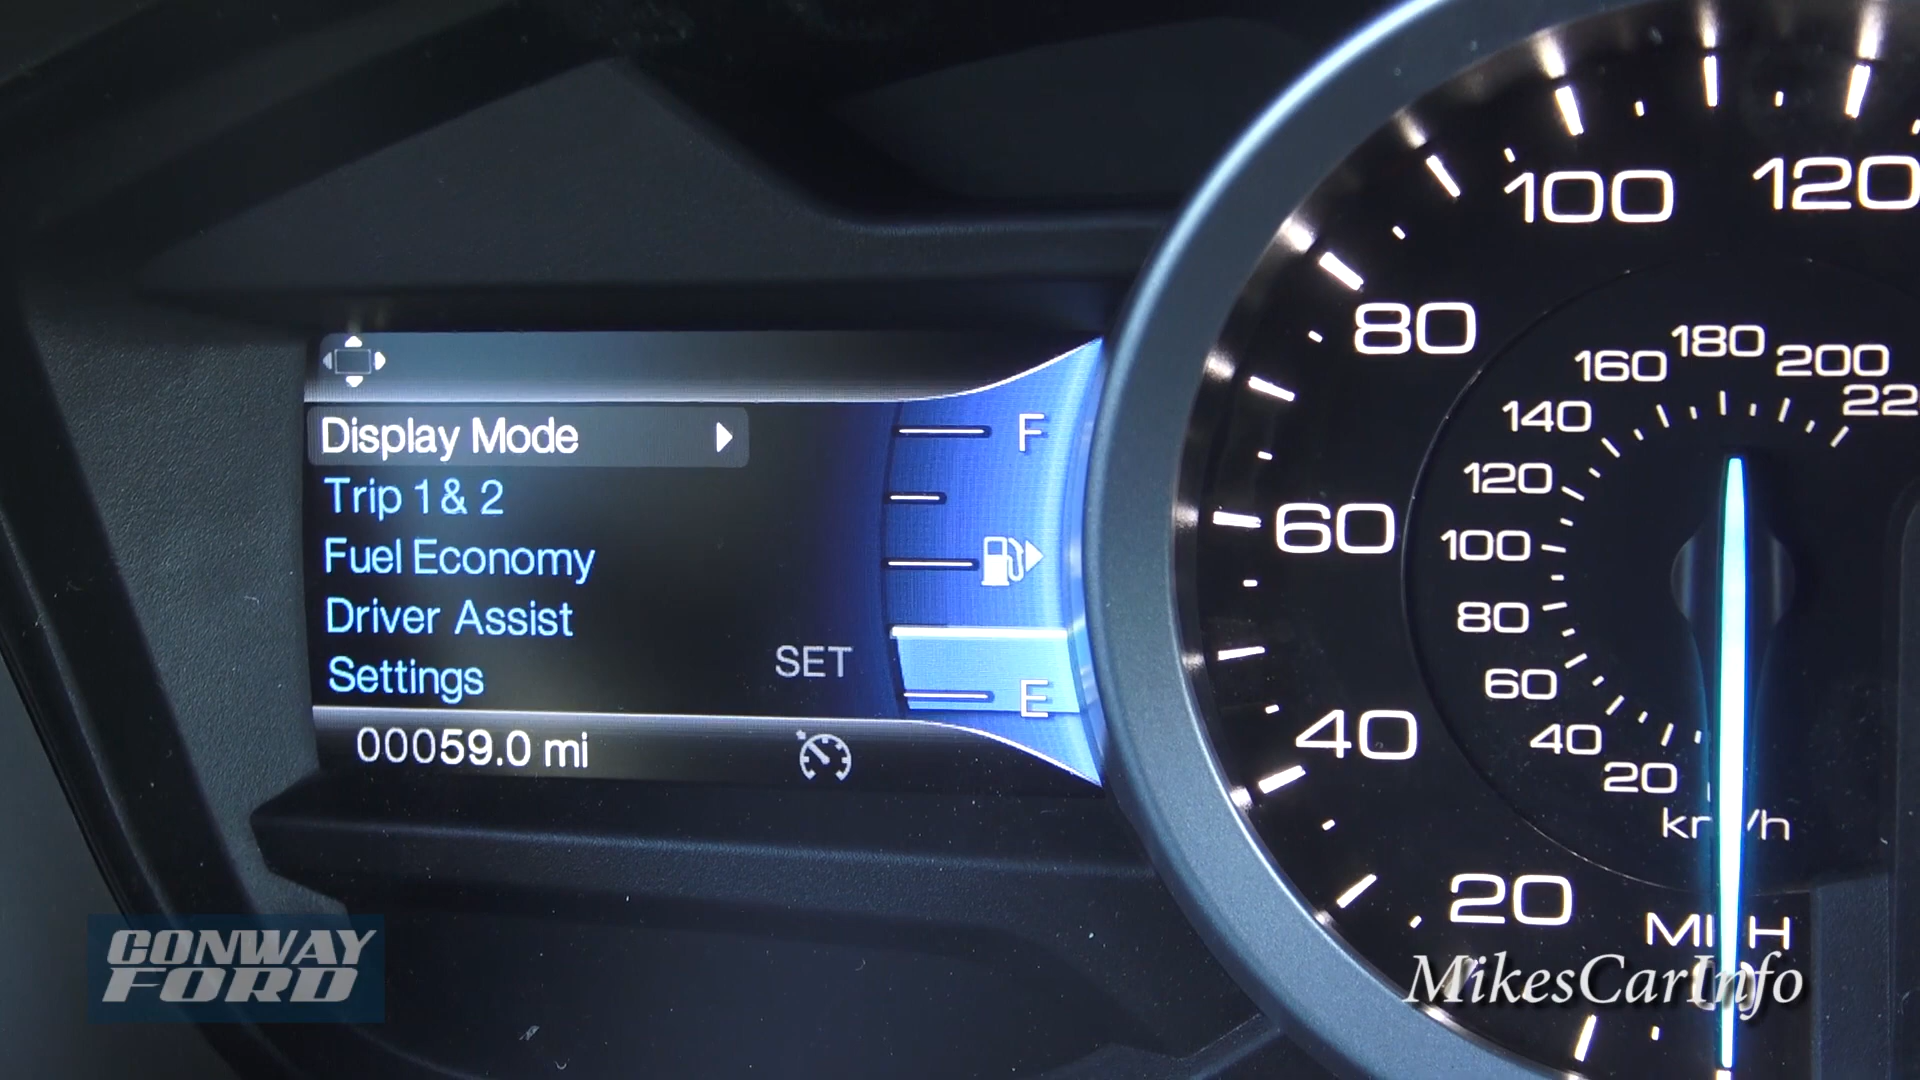 Display Mode
Trip 1 & 2
Fuel Economy
Driver Assist
Settings
SET
00059.0 mi
F
E
100
120
80
60
40
20
MPH
0
180
160
200
140
120
100
80
60
40
20
km/h
CONWAY
FORD
MikesCarInfo